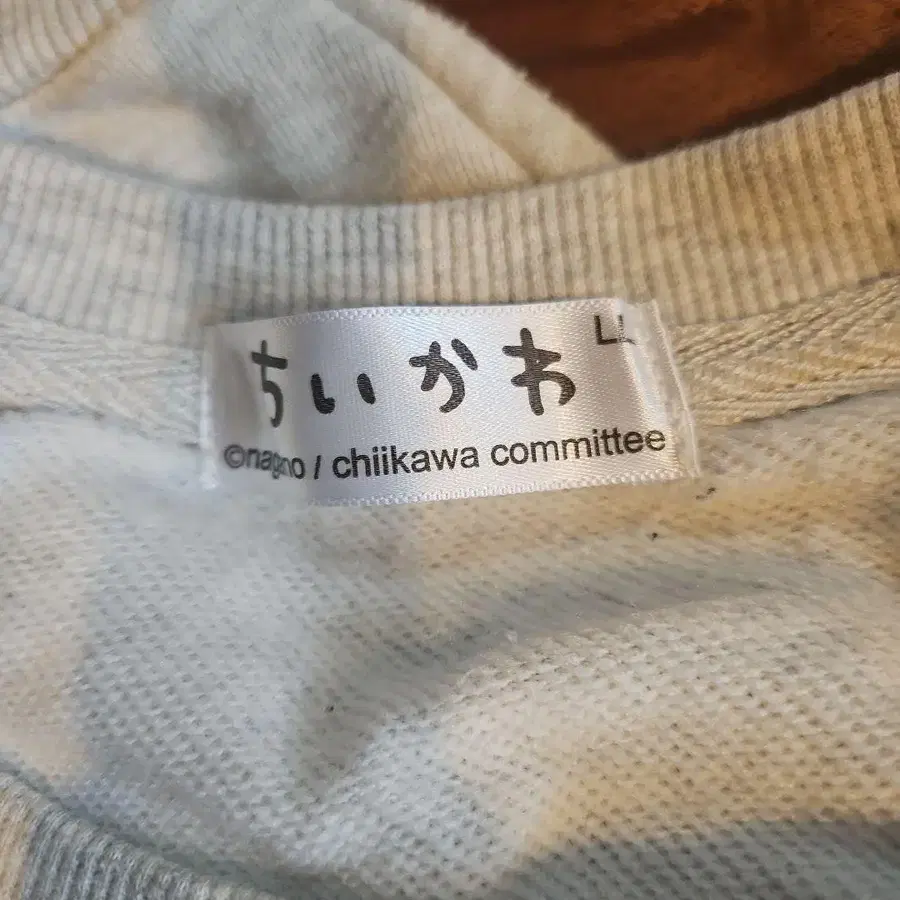 ちいかわ LL
©nagano / chiikawa committee